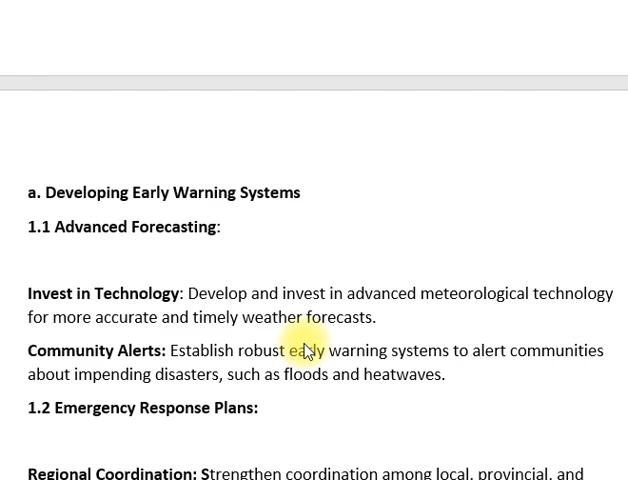 a. Developing Early Warning Systems
1.1 Advanced Forecasting:
Invest in Technology: Develop and invest in advanced meteorological technology
for more accurate and timely weather forecasts.
Community Alerts: Establish robust early warning systems to alert communities
about impending disasters, such as floods and heatwaves.
1.2 Emergency Response Plans:
Regional Coordination: Strengthen coordination among local, provincial, and